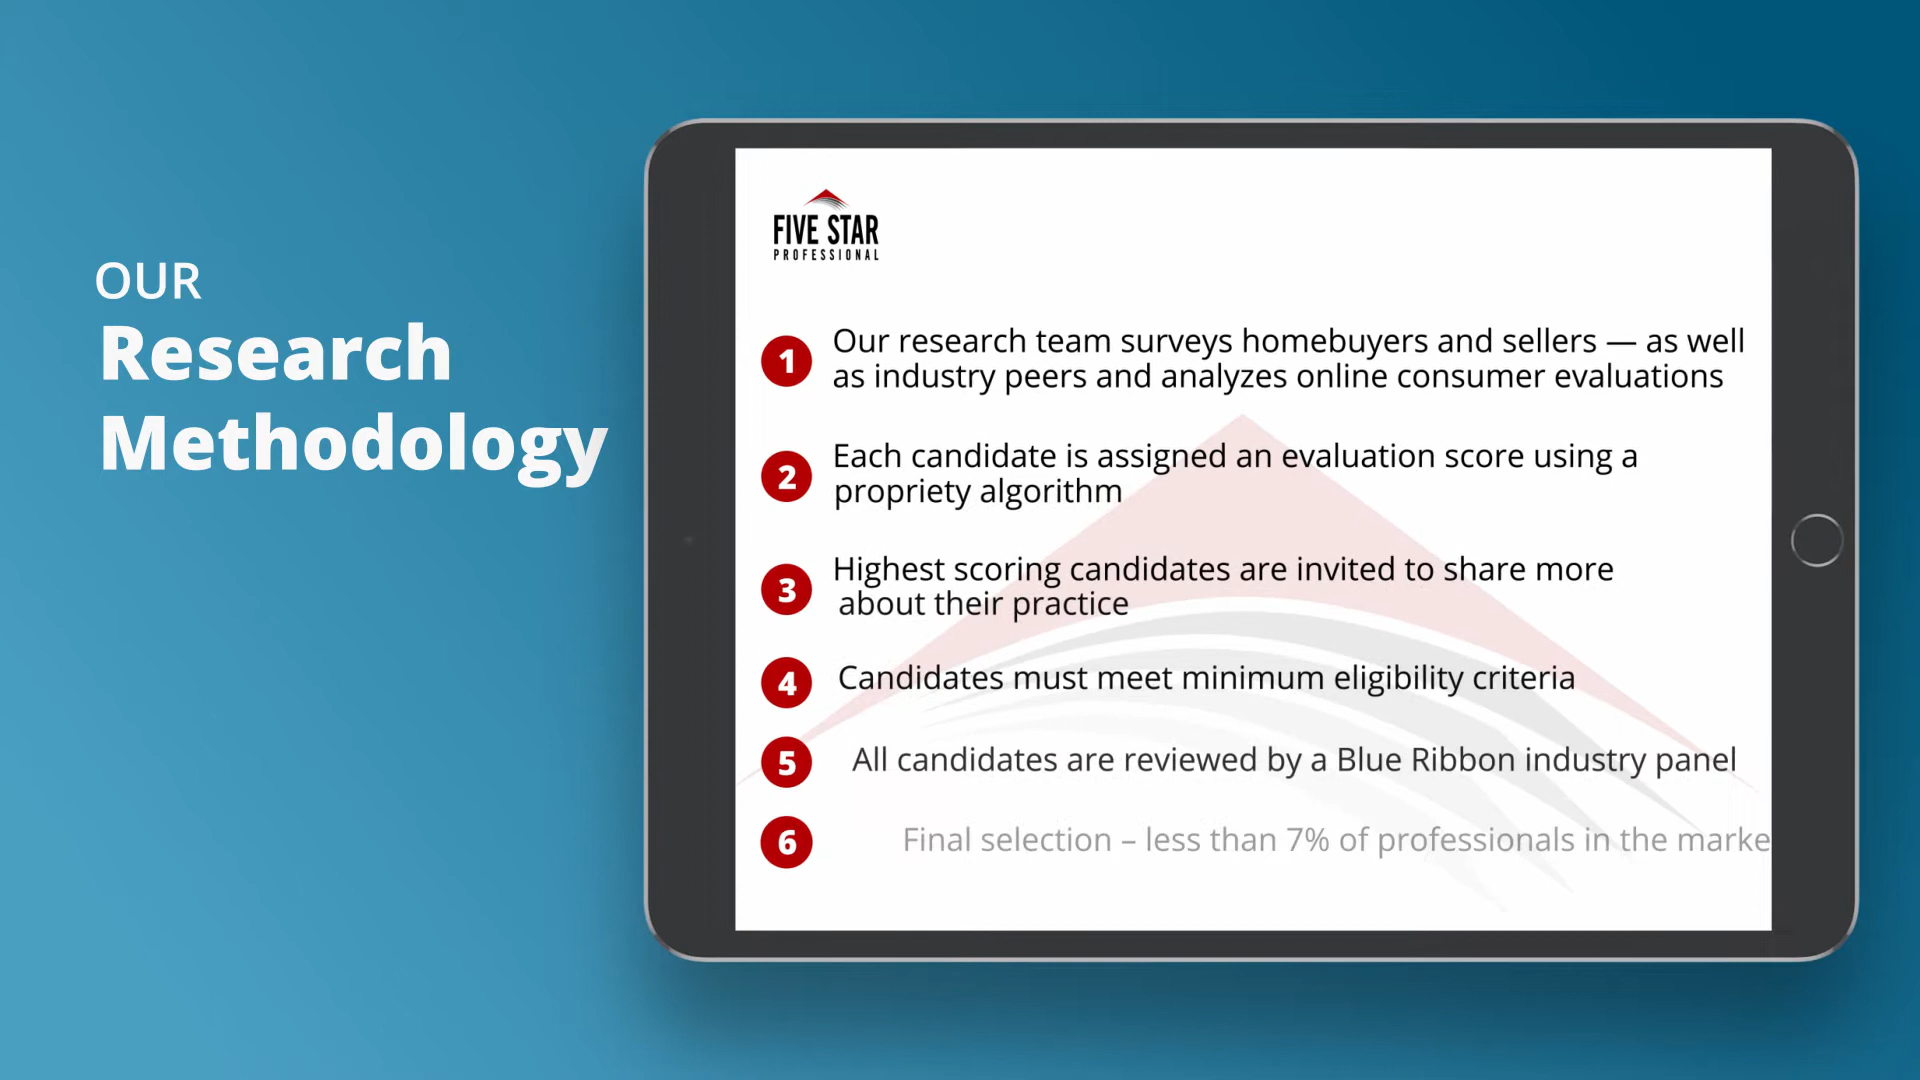 OUR
Research
Methodology
FIVE STAR
PROFESSIONAL
1 Our research team surveys homebuyers and sellers — as well
as industry peers and analyzes online consumer evaluations
2 Each candidate is assigned an evaluation score using a
propriety algorithm
3 Highest scoring candidates are invited to share more
about their practice
4 Candidates must meet minimum eligibility criteria
5 All candidates are reviewed by a Blue Ribbon industry panel
6 Final selection – less than 7% of professionals in the marke